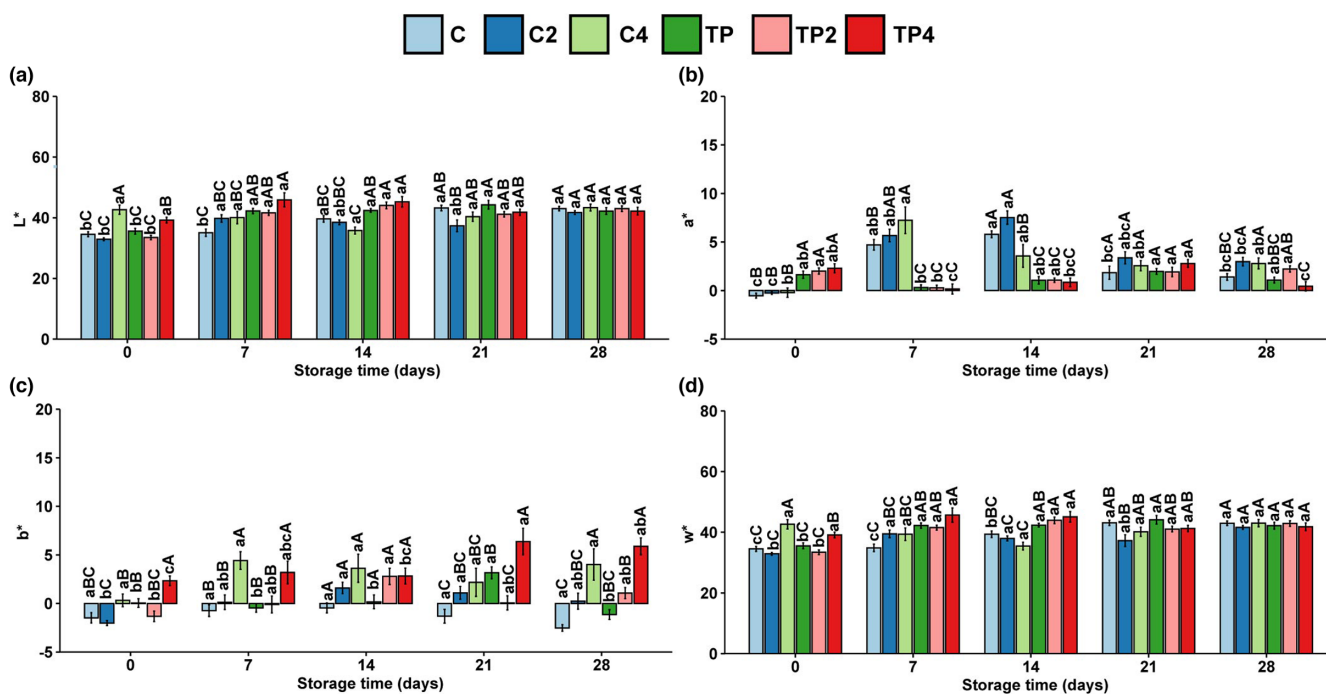 C C2 C4 TP TP2 TP4
(a)
L*
80
60
40
20
0
bC bC aA bC bC aB
bC aBC aBC aAB aAB aA
aBC abBC aC aAB aA aA
aAB abB aAB aA aAB aAB
aA aA aA aA aA aA
0 7 14 21 28
Storage time (days)
(b)
a*
20
15
10
5
0
-5
cB cB bB abA aA abA
abB abAB aA bC bC cC
aA aA abB abC abC bcC
bcA abcA abA aA aA aA
bcBC bcA abA abBC aAB cC
0 7 14 21 28
Storage time (days)
(c)
b*
20
15
10
5
0
-5
aBC bC aB bB bBC cA
aB abB aA bB bB abcA
aA aA aA bA aA bcA
aC aBC aBC aB abC aA
aC abBC aA bBC abB abA
0 7 14 21 28
Storage time (days)
(d)
w*
80
60
40
20
0
cC bC aA bC bC aB
cC aBC aBC aAB aAB aA
bBC aC aC aAB aA aA
aAB abB aAB aA aAB aAB
aA aA aA aA aA aA
0 7 14 21 28
Storage time (days)